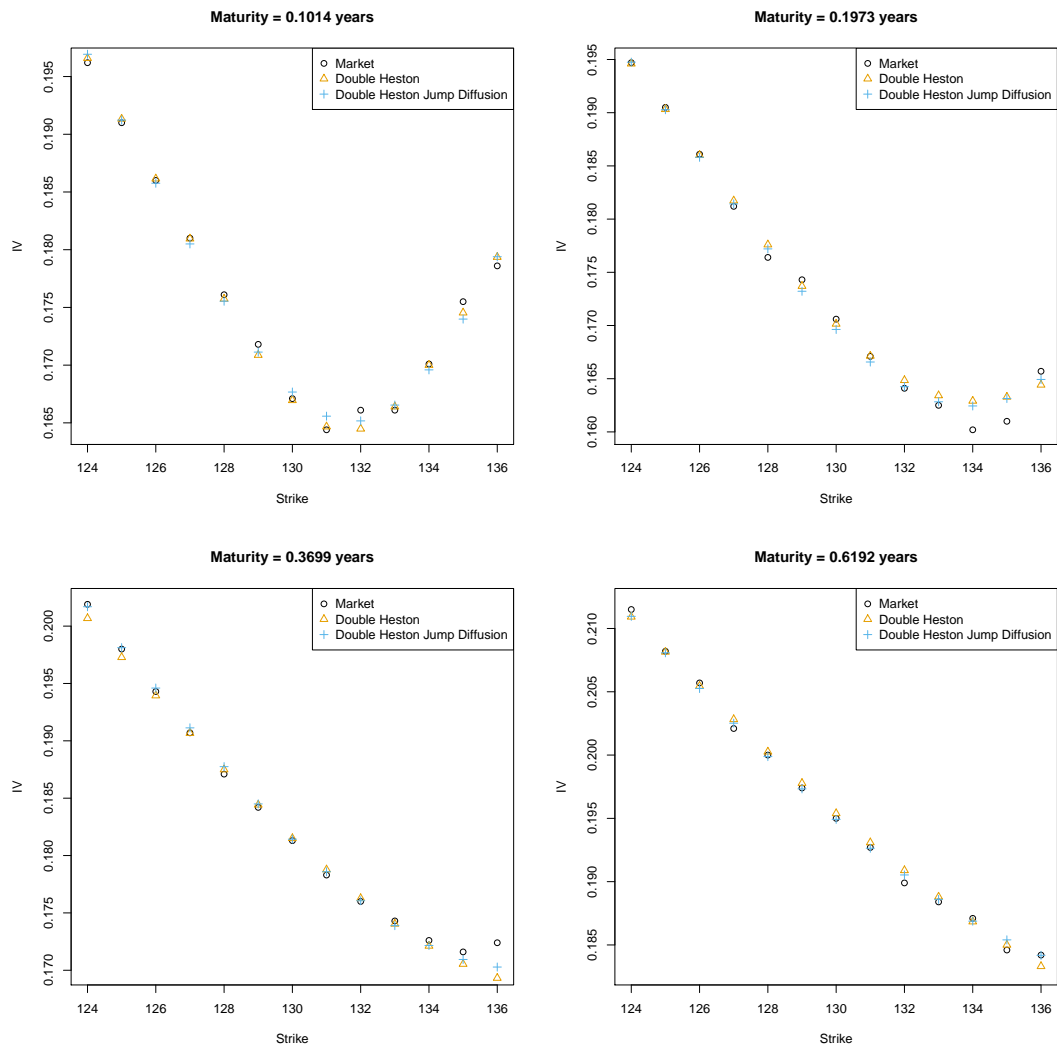 Maturity = 0.1014 years
IV
0.195
0.190
0.185
0.180
0.175
0.170
0.165
Market
Double Heston
Double Heston Jump Diffusion
124 126 128 130 132 134 136
Strike
Maturity = 0.1973 years
IV
0.195
0.190
0.185
0.180
0.175
0.170
0.165
0.160
Market
Double Heston
Double Heston Jump Diffusion
124 126 128 130 132 134 136
Strike
Maturity = 0.3699 years
IV
0.200
0.195
0.190
0.185
0.180
0.175
0.170
Market
Double Heston
Double Heston Jump Diffusion
124 126 128 130 132 134 136
Strike
Maturity = 0.6192 years
IV
0.210
0.205
0.200
0.195
0.190
0.185
Market
Double Heston
Double Heston Jump Diffusion
124 126 128 130 132 134 136
Strike